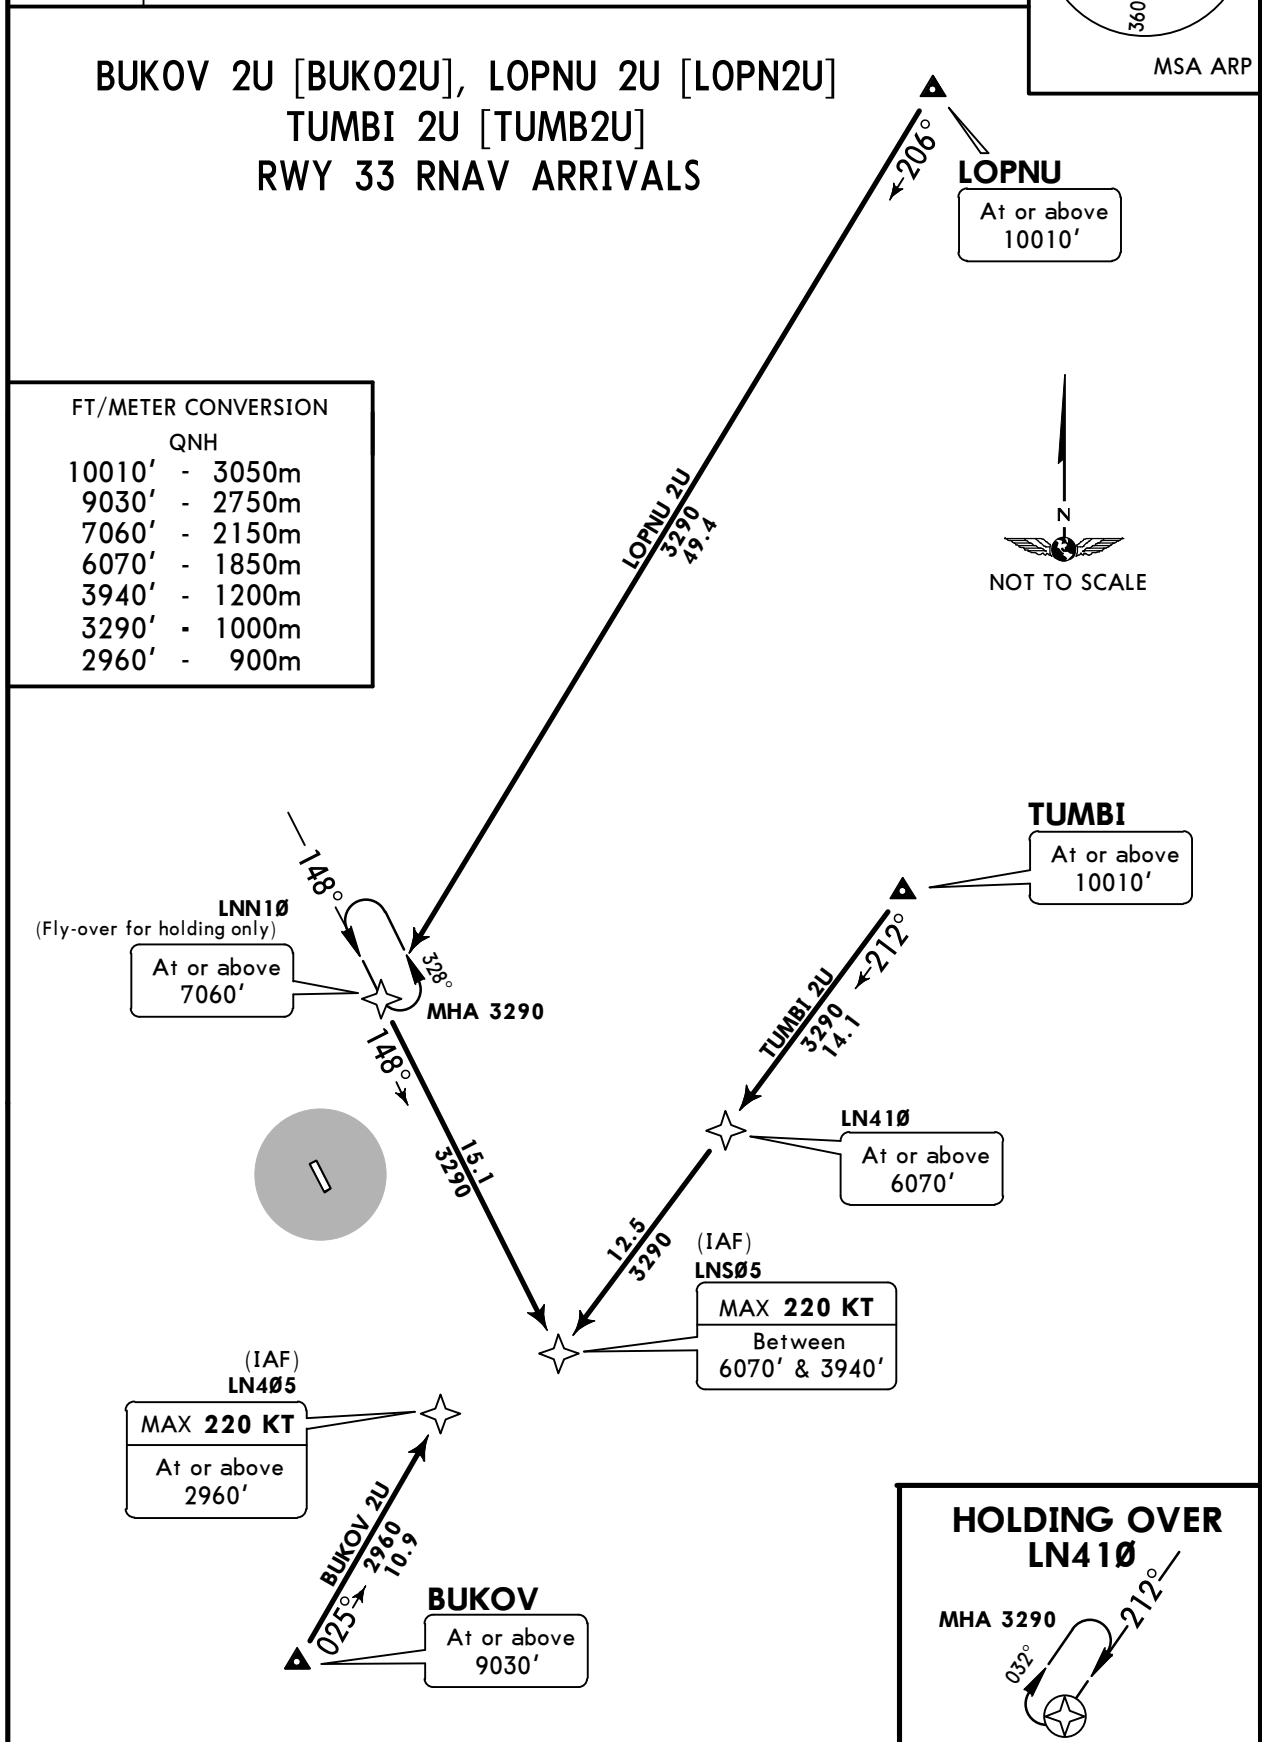 360
MSA ARP
BUKOV 2U [BUKO2U], LOPNU 2U [LOPN2U]
TUMBI 2U [TUMB2U]
RWY 33 RNAV ARRIVALS
206°
LOPNU
At or above
10010'
FT/METER CONVERSION
QNH
10010' - 3050m
9030' - 2750m
7060' - 2150m
6070' - 1850m
3940' - 1200m
3290' - 1000m
2960' - 900m
LOPNU 2U
3290
49.4
N
NOT TO SCALE
TUMBI
At or above
10010'
148°
LNN1Ø
(Fly-over for holding only)
At or above
7060'
328°
MHA 3290
212°
TUMBI 2U
3290
14.1
148°
15.1
3290
LN41Ø
At or above
6070'
12.5
3290
(IAF)
LNSØ5
MAX 220 KT
Between
6070' & 3940'
(IAF)
LN4Ø5
MAX 220 KT
At or above
2960'
BUKOV 2U
2960
10.9
025°
BUKOV
At or above
9030'
HOLDING OVER
LN41Ø
MHA 3290
212°
032°